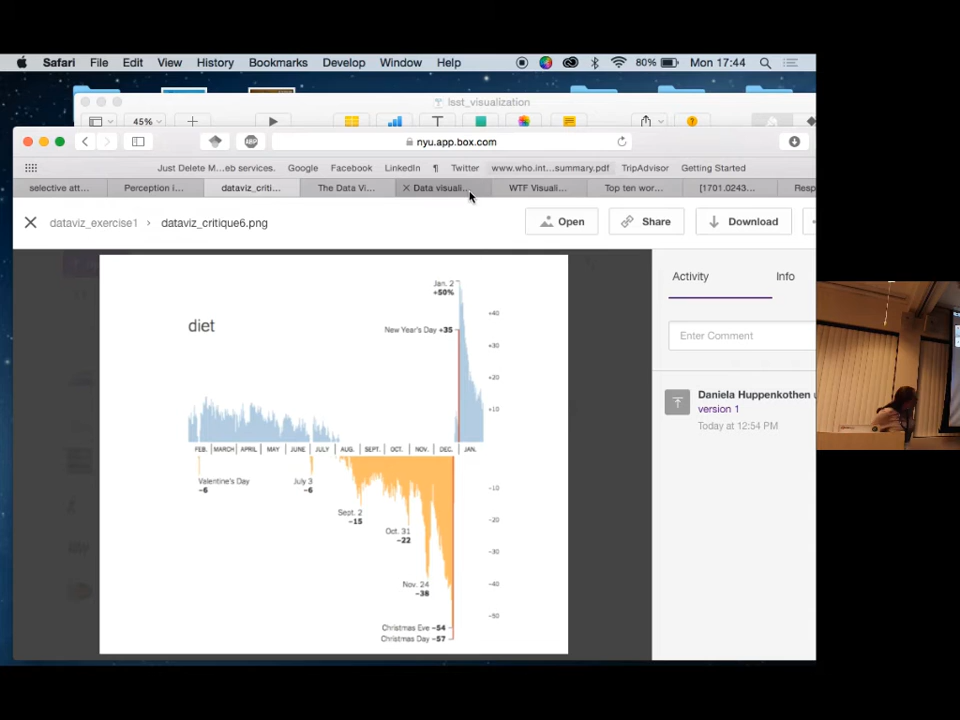 Safari File Edit View History Bookmarks Develop Window Help 80% Mon 17:44
lsst_visualization
45%
nyu.app.box.com
Just Delete M...eb services. Google Facebook LinkedIn ¶ Twitter www.who.int...summary.pdf TripAdvisor Getting Started
selective att... Perception i... dataviz_criti... The Data Vi... Data visuali... WTF Visuali... Top ten wor... [1701.0243... Resp
dataviz_exercise1 › dataviz_critique6.png Open Share Download
Activity Info
Enter Comment
Daniela Huppenkothen u
version 1
Today at 12:54 PM
diet
Jan. 2
+50%
+40
New Year's Day +35
+30
+20
+10
FEB. MARCH APRIL MAY JUNE JULY AUG. SEPT. OCT. NOV. DEC. JAN.
Valentine's Day
-6
July 3
-6
-10
Sept. 2
-15
-20
Oct. 31
-22
-30
Nov. 24
-38
-40
-50
Christmas Eve -54
Christmas Day -57